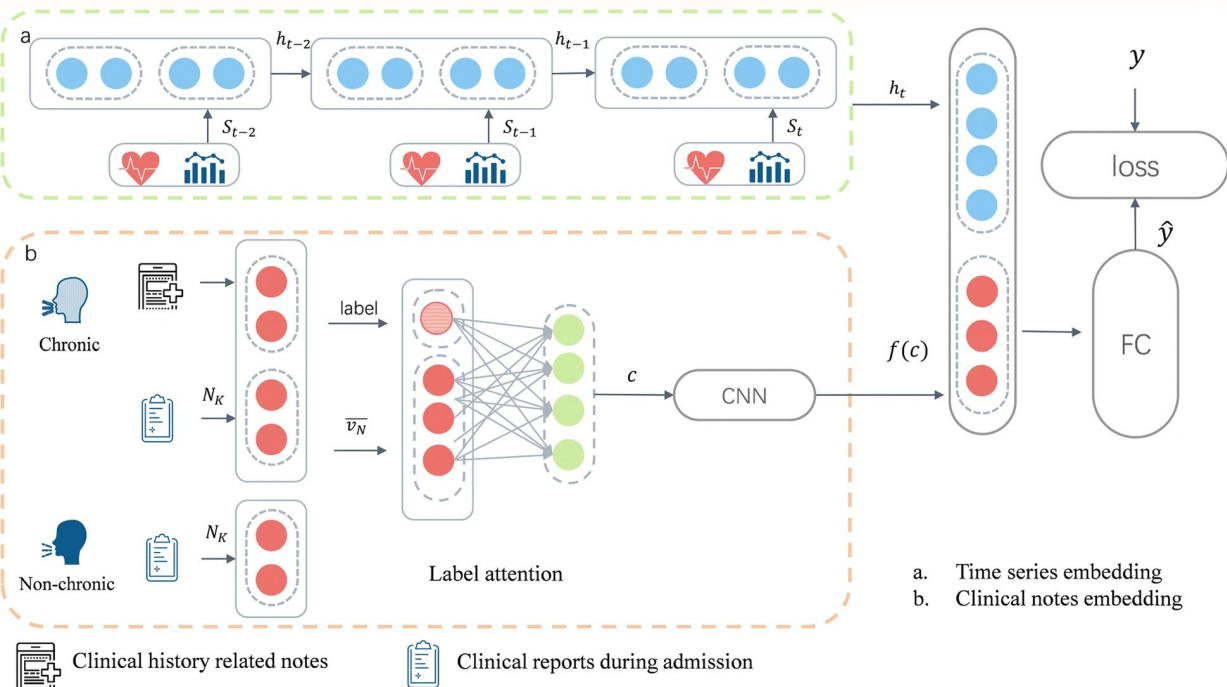 a
h_{t-2}
h_{t-1}
S_{t-2}
S_{t-1}
S_t
h_t
y
loss
ŷ
FC
b
Chronic
N_K
label
\overline{v_N}
c
CNN
f(c)
Non-chronic
N_K
Label attention
a. Time series embedding
b. Clinical notes embedding
Clinical history related notes
Clinical reports during admission